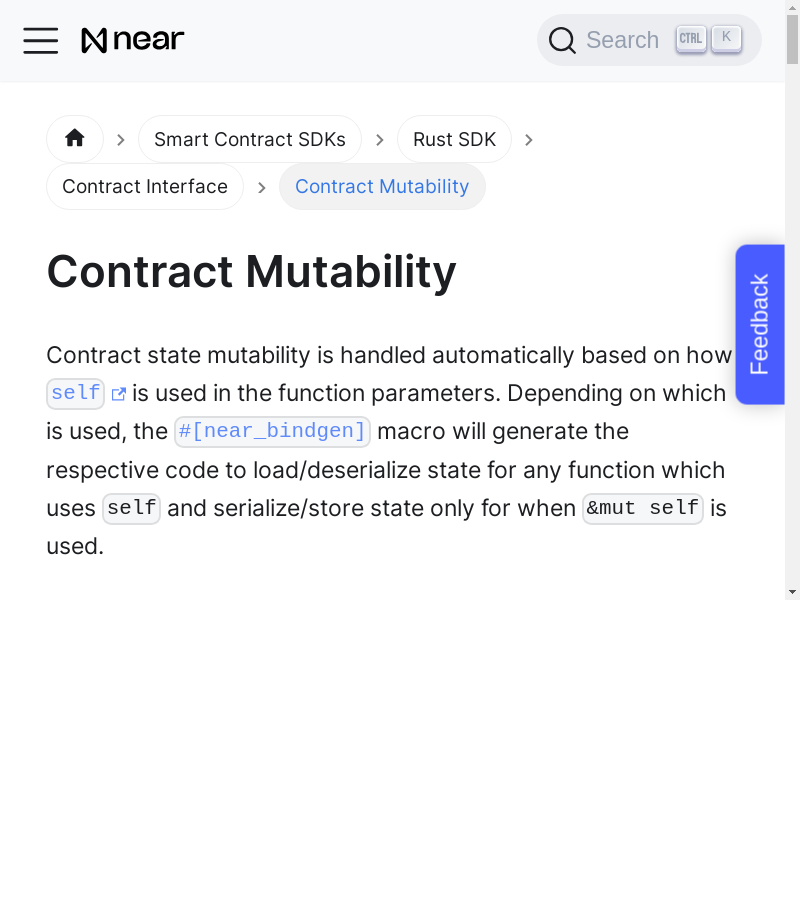 near
Search CTRL K
Smart Contract SDKs
Rust SDK
Contract Interface
Contract Mutability
Contract Mutability
Feedback
Contract state mutability is handled automatically based on how
self is used in the function parameters. Depending on which
is used, the #[near_bindgen] macro will generate the
respective code to load/deserialize state for any function which
uses self and serialize/store state only for when &mut self is
used.